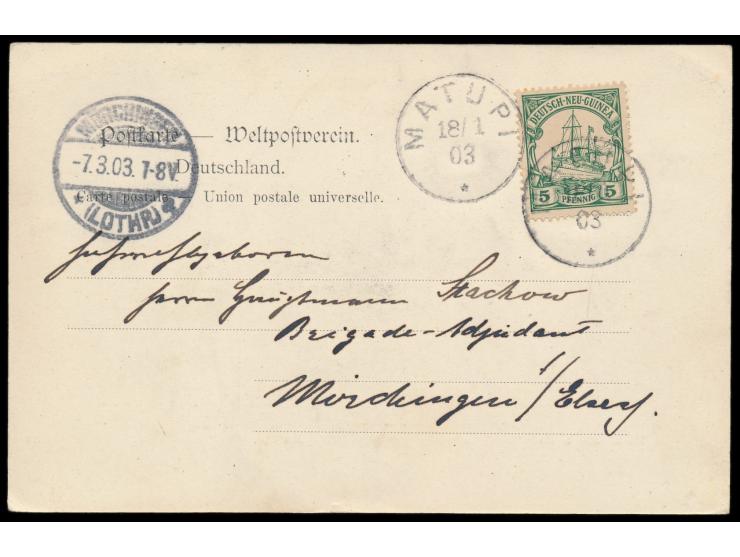 MATUPI
18/1
03
*
DEUTSCH-NEU-GUINEA
5 PFENNIG 5
03
*
MÖRCHINGEN
-7.3.03. 7-8V.
* (LOTHR)
Postkarte — Weltpostverein.
Deutschland.
Carte postale — Union postale universelle.
Herrn Hauptmann Stachow
Brigade-Adjudant
Mörchingen i/Elsass.